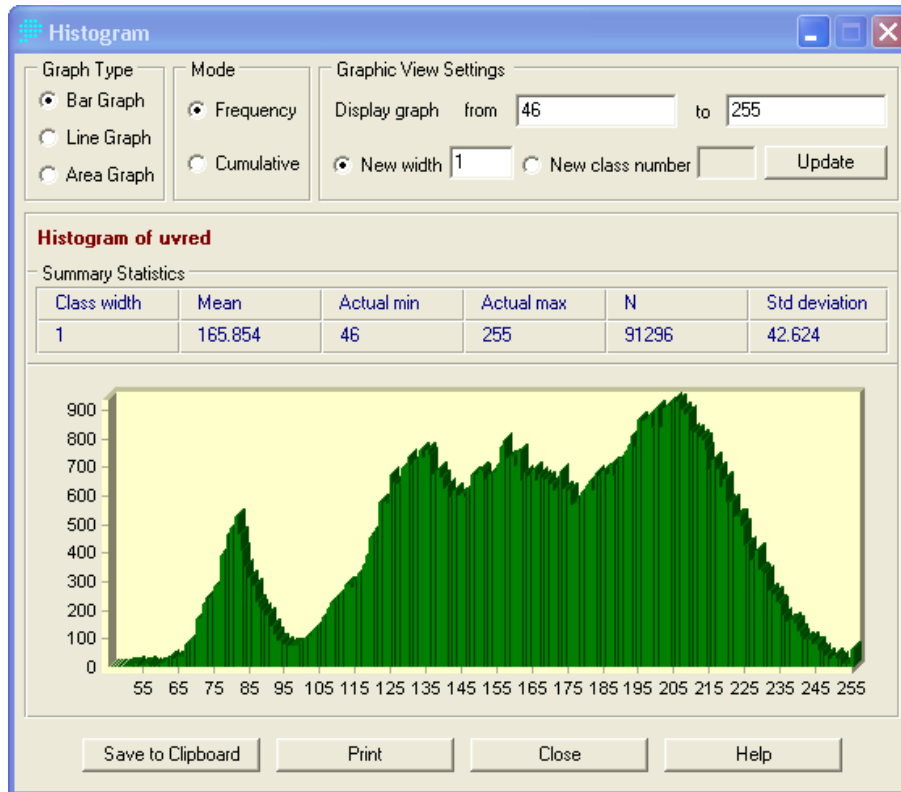 Histogram
Graph Type
Bar Graph
Line Graph
Area Graph
Mode
Frequency
Cumulative
Graphic View Settings
Display graph from 46 to 255
New width 1 New class number Update
Histogram of uvred
Summary Statistics
Class width Mean Actual min Actual max N Std deviation
1 165.854 46 255 91296 42.624
900
800
700
600
500
400
300
200
100
0
55 65 75 85 95 105 115 125 135 145 155 165 175 185 195 205 215 225 235 245 255
Save to Clipboard Print Close Help